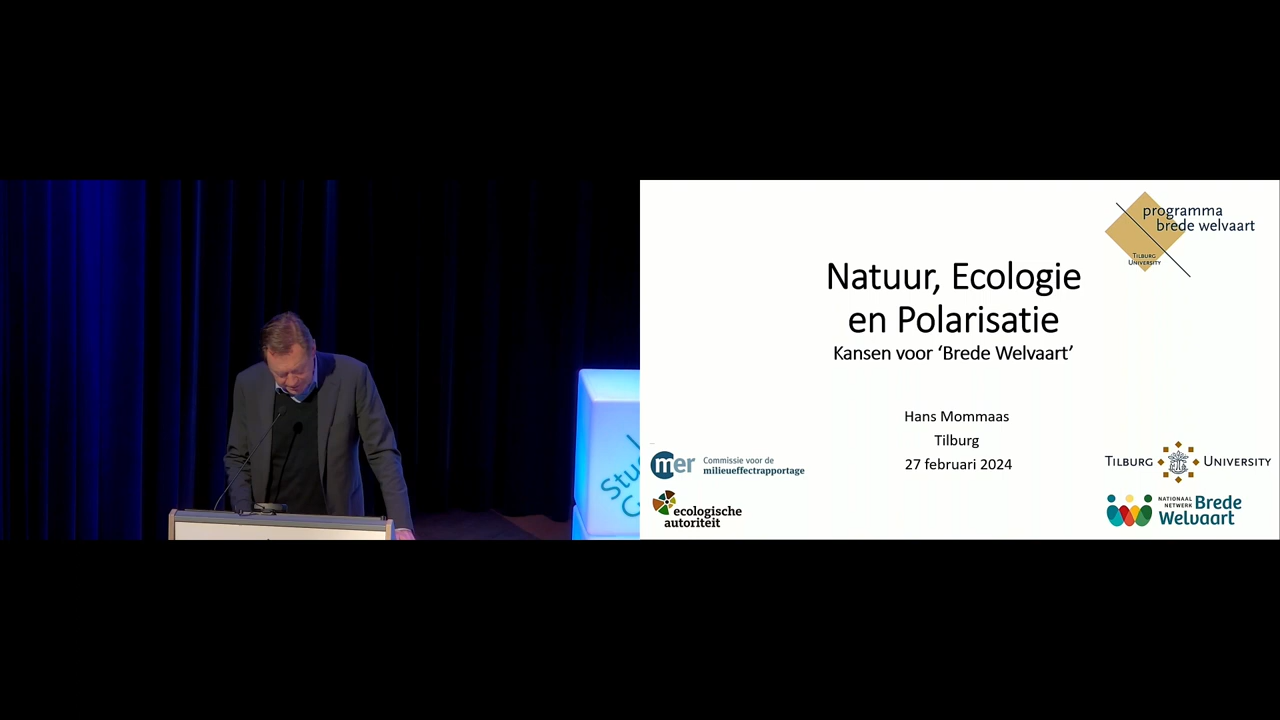 programma
brede welvaart
TILBURG
UNIVERSITY
Natuur, Ecologie
en Polarisatie
Kansen voor ‘Brede Welvaart’
Hans Mommaas
Tilburg
27 februari 2024
mer Commissie voor de
milieueffectrapportage
ecologische
autoriteit
TILBURG UNIVERSITY
NATIONAAL
NETWERK Brede
Welvaart
Stu
G